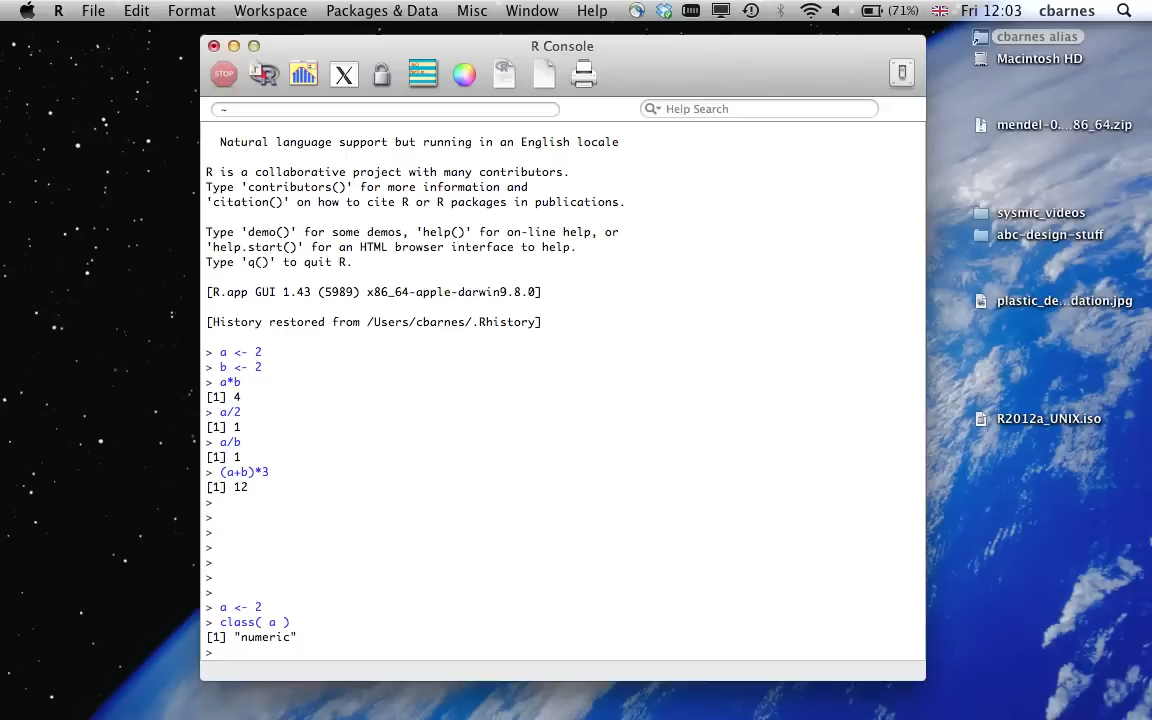 R File Edit Format Workspace Packages & Data Misc Window Help (71%) Fri 12:03 cbarnes
cbarnes alias
Macintosh HD
mendel-0....86_64.zip
sysmic_videos
abc-design-stuff
plastic_de...dation.jpg
R2012a_UNIX.iso
R Console
STOP R X R
~ Help Search
Natural language support but running in an English locale
R is a collaborative project with many contributors.
Type 'contributors()' for more information and
'citation()' on how to cite R or R packages in publications.
Type 'demo()' for some demos, 'help()' for on-line help, or
'help.start()' for an HTML browser interface to help.
Type 'q()' to quit R.
[R.app GUI 1.43 (5989) x86_64-apple-darwin9.8.0]
[History restored from /Users/cbarnes/.Rhistory]
> a <- 2
> b <- 2
> a*b
[1] 4
> a/2
[1] 1
> a/b
[1] 1
> (a+b)*3
[1] 12
>
>
>
>
>
>
>
> a <- 2
> class( a )
[1] "numeric"
>